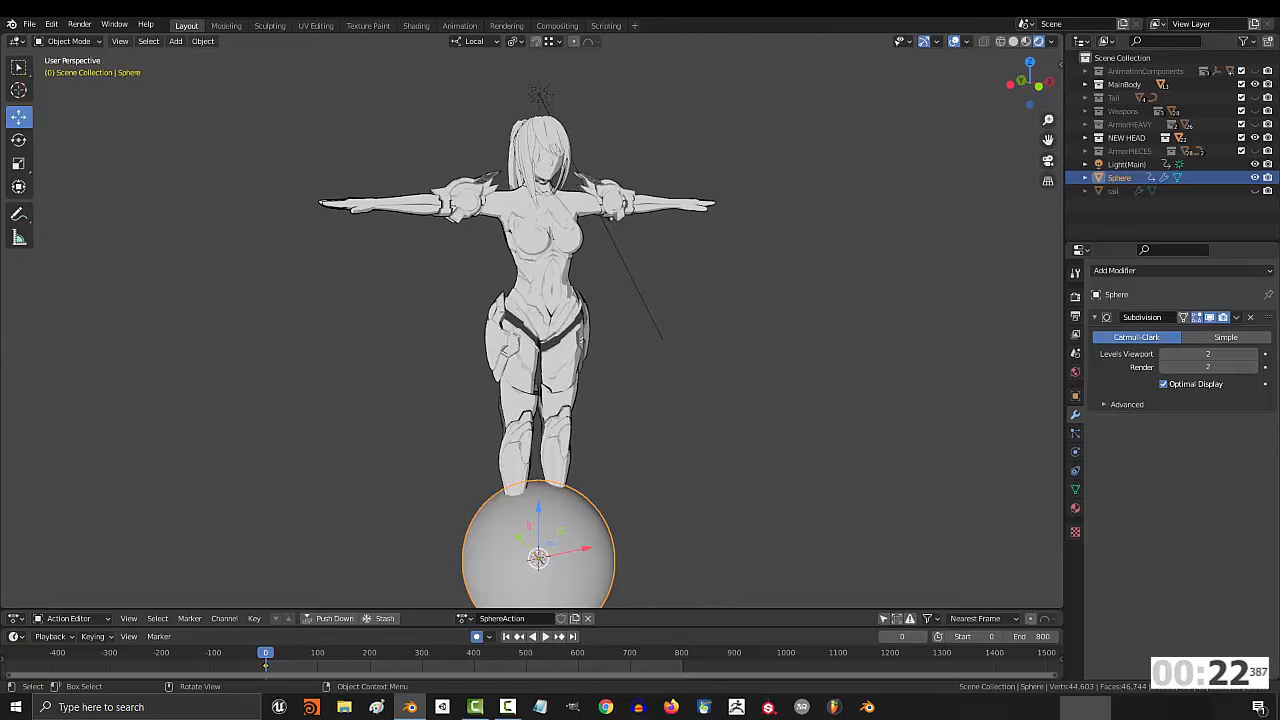 File Edit Render Window Help Layout Modeling Sculpting UV Editing Texture Paint Shading Animation Rendering Compositing Scripting + Scene View Layer
Object Mode View Select Add Object Local
User Perspective
(0) Scene Collection | Sphere
Z
X
Y
Scene Collection
AnimationComponents
MainBody
Tail
Weapons
ArmorHEAVY
NEW HEAD
ArmorPIECES
Light(Main)
Sphere
tail
Add Modifier
Sphere
Subdivision
Catmull-Clark Simple
Levels Viewport 2
Render 2
Optimal Display
Advanced
Action Editor View Select Marker Channel Key Push Down Stash SphereAction Nearest Frame
Playback Keying View Marker 0 Start 0 End 800
-400 -300 -200 -100 0 100 200 300 400 500 600 700 800 900 1000 1100 1200 1300 1400 1500
00:22 387
Select Box Select Rotate View Object Context Menu Scene Collection | Sphere | Verts:44,603 | Faces:46,744
Type here to search